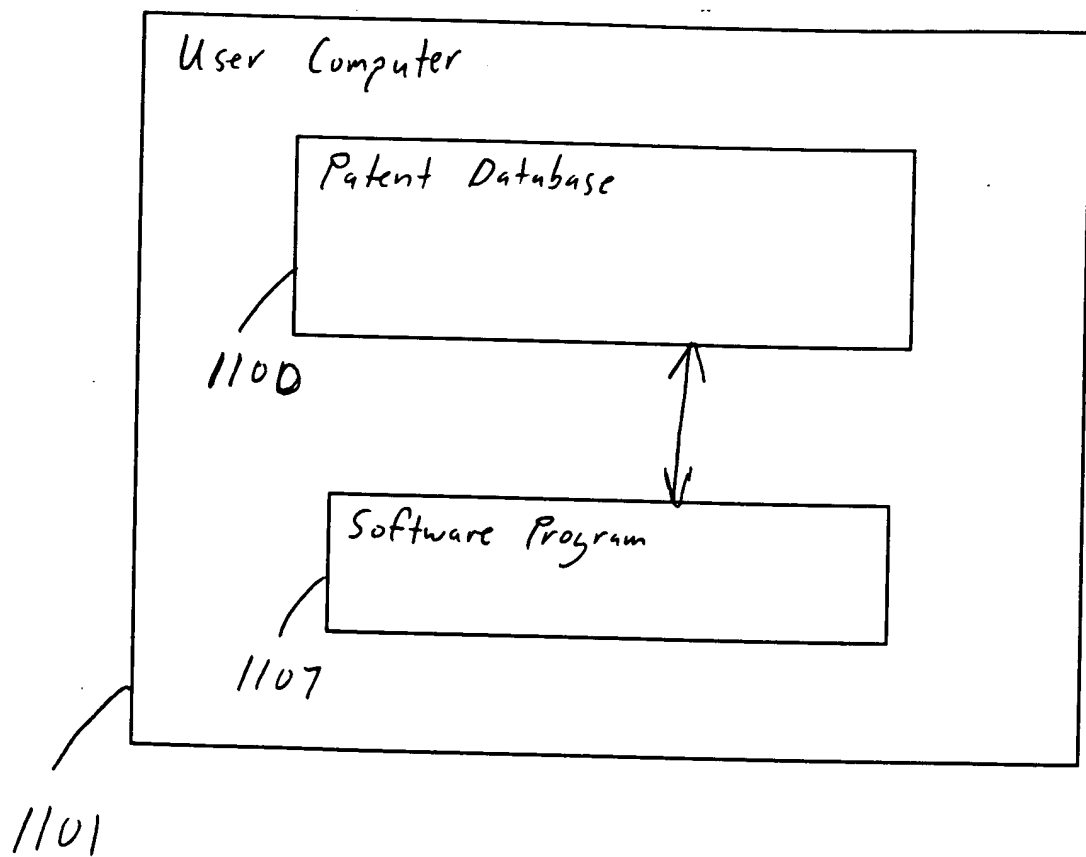 User Computer
Patent Database
1100
Software Program
1107
1101